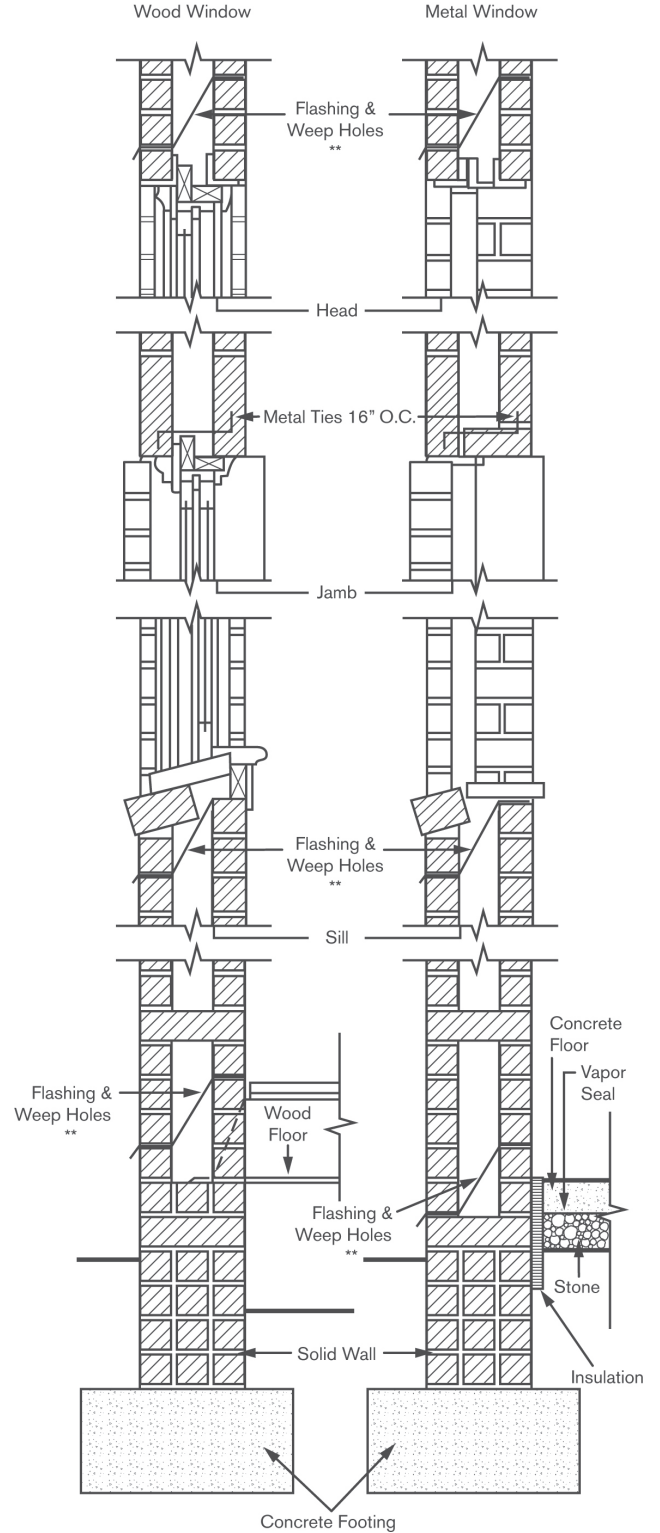 Wood Window
Metal Window
Flashing &
Weep Holes
**
Head
Metal Ties 16” O.C.
Jamb
Flashing &
Weep Holes
**
Sill
Concrete
Floor
Vapor
Seal
Flashing &
Weep Holes
**
Wood
Floor
Flashing &
Weep Holes
**
Stone
Solid Wall
Insulation
Concrete Footing